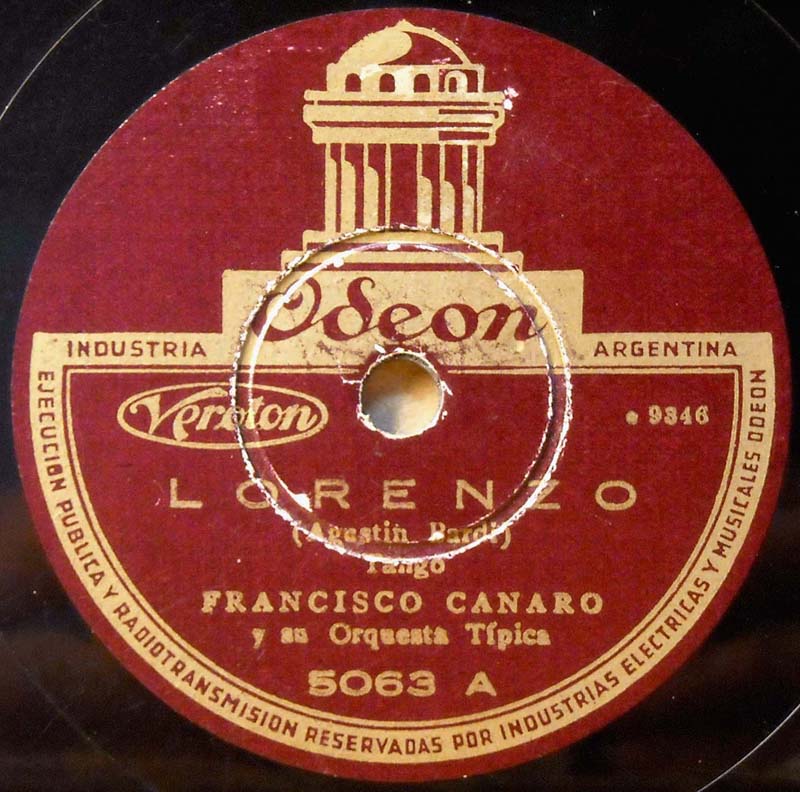 Odeon
INDUSTRIA ARGENTINA
Veroton
e 9346
LORENZO
(Agustin Bardi)
Tango
FRANCISCO CANARO
y su Orquesta Típica
5063 A
EJECUCION PUBLICA Y RADIOTRANSMISION RESERVADAS POR INDUSTRIAS ELECTRICAS Y MUSICALES ODEON